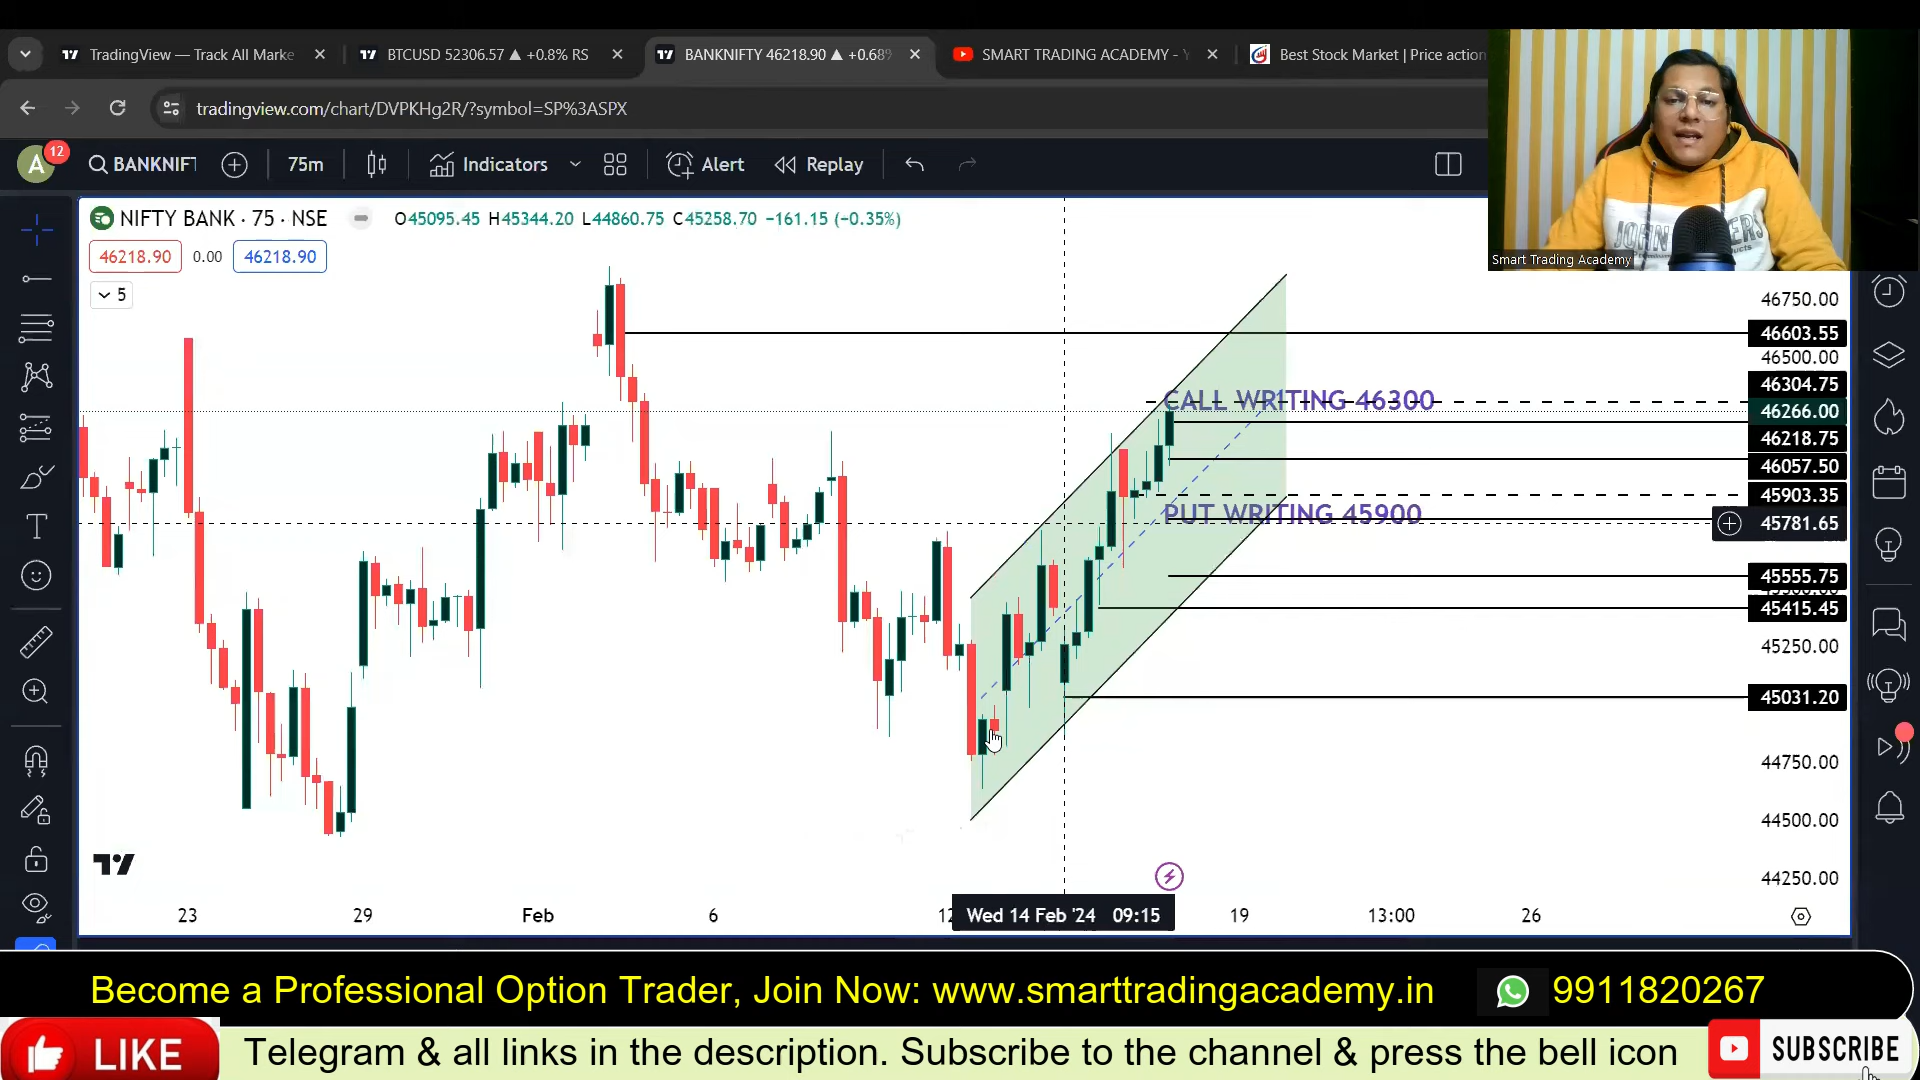 TradingView — Track All Marke
BTCUSD 52306.57 ▲ +0.8% RS
BANKNIFTY 46218.90 ▲ +0.68%
SMART TRADING ACADEMY - Y
Best Stock Market | Price action
tradingview.com/chart/DVPKHg2R/?symbol=SP%3ASPX
A
12
BANKNIFT
75m
Indicators
Alert
Replay
NIFTY BANK · 75 · NSE
O45095.45 H45344.20 L44860.75 C45258.70 −161.15 (−0.35%)
46218.90
0.00
46218.90
5
Smart Trading Academy
46750.00
46603.55
46500.00
46304.75
CALL WRITING 46300
46266.00
46218.75
46057.50
45903.35
PUT WRITING 45900
45781.65
45555.75
45415.45
45250.00
45031.20
44750.00
44500.00
44250.00
23
29
Feb
6
12
Wed 14 Feb '24 09:15
19
13:00
26
Become a Professional Option Trader, Join Now: www.smarttradingacademy.in
9911820267
LIKE
Telegram & all links in the description. Subscribe to the channel & press the bell icon
SUBSCRIBE